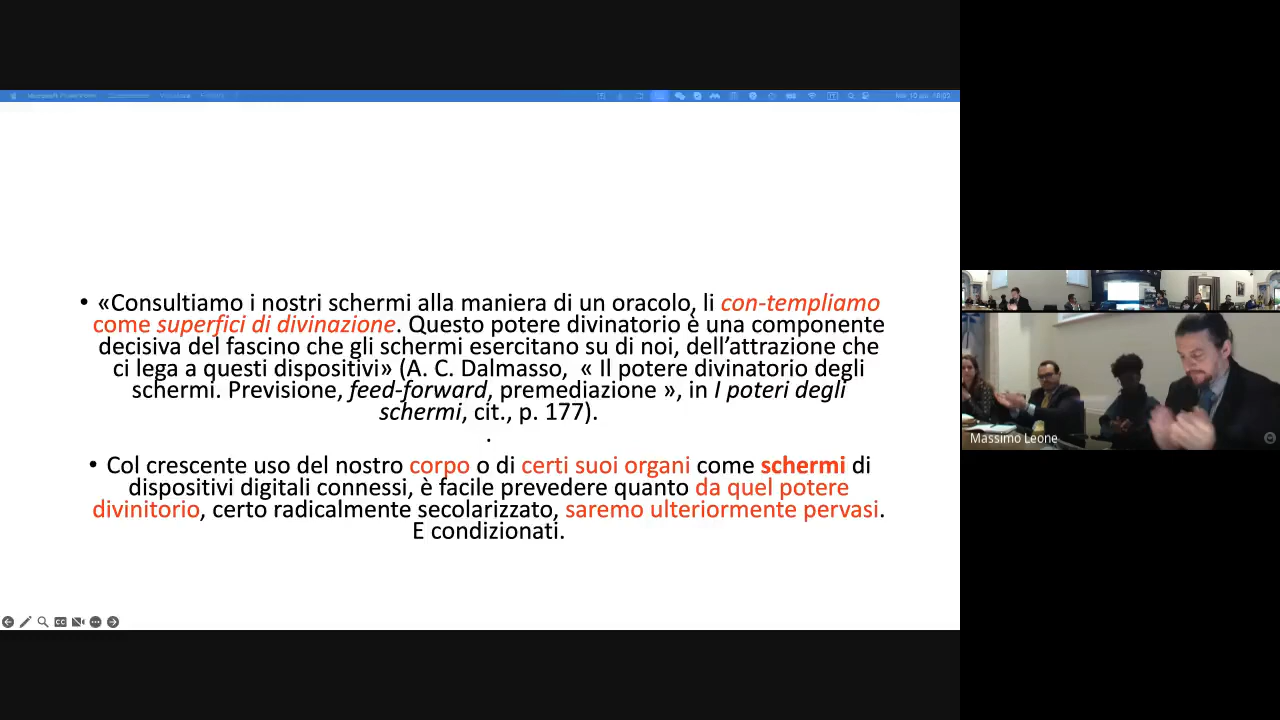 • «Consultiamo i nostri schermi alla maniera di un oracolo, li con-templiamo
come superfici di divinazione. Questo potere divinatorio è una componente
decisiva del fascino che gli schermi esercitano su di noi, dell’attrazione che
ci lega a questi dispositivi» (A. C. Dalmasso, « Il potere divinatorio degli
schermi. Previsione, feed-forward, premediazione », in I poteri degli
schermi, cit., p. 177).
.
• Col crescente uso del nostro corpo o di certi suoi organi come schermi di
dispositivi digitali connessi, è facile prevedere quanto da quel potere
divinitorio, certo radicalmente secolarizzato, saremo ulteriormente pervasi.
E condizionati.
Massimo Leone